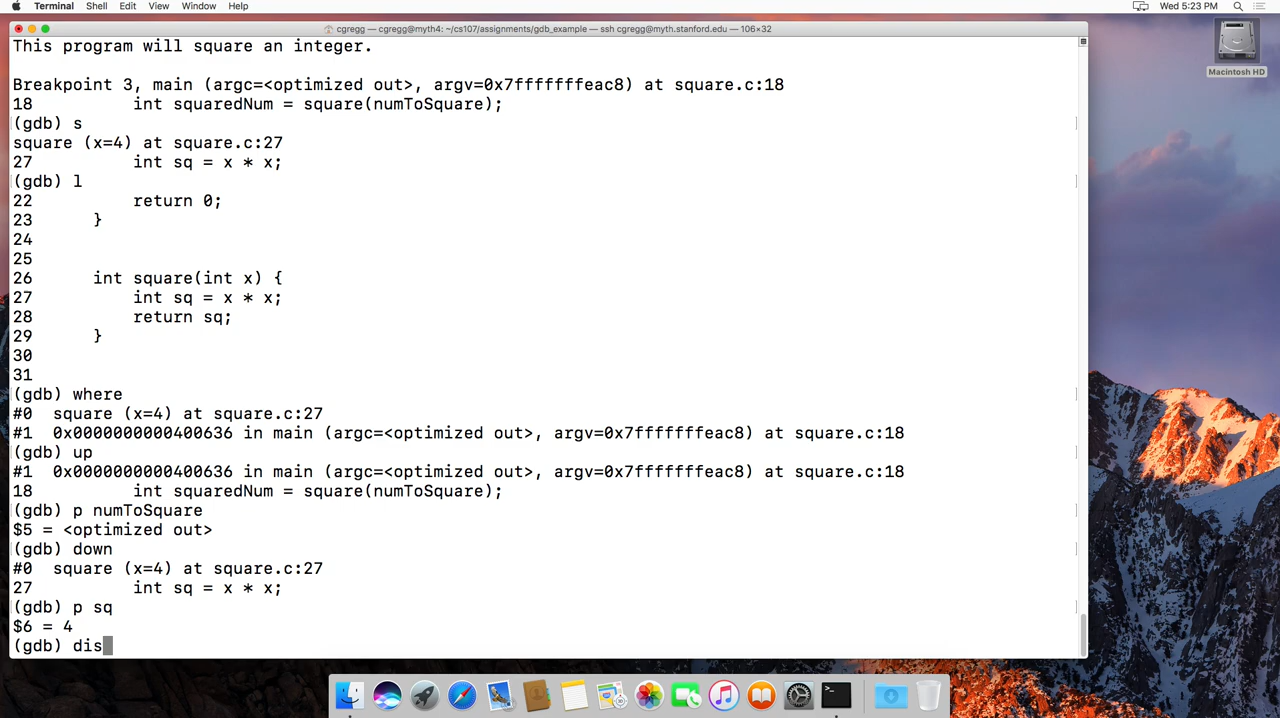 Terminal Shell Edit View Window Help Wed 5:23 PM
cgregg — cgregg@myth4: ~/cs107/assignments/gdb_example — ssh cgregg@myth.stanford.edu — 106×32
Macintosh HD
This program will square an integer.
Breakpoint 3, main (argc=<optimized out>, argv=0x7fffffffeac8) at square.c:18
18          int squaredNum = square(numToSquare);
(gdb) s
square (x=4) at square.c:27
27          int sq = x * x;
(gdb) l
22          return 0;
23      }
24
25
26      int square(int x) {
27          int sq = x * x;
28          return sq;
29      }
30
31
(gdb) where
#0  square (x=4) at square.c:27
#1  0x0000000000400636 in main (argc=<optimized out>, argv=0x7fffffffeac8) at square.c:18
(gdb) up
#1  0x0000000000400636 in main (argc=<optimized out>, argv=0x7fffffffeac8) at square.c:18
18          int squaredNum = square(numToSquare);
(gdb) p numToSquare
$5 = <optimized out>
(gdb) down
#0  square (x=4) at square.c:27
27          int sq = x * x;
(gdb) p sq
$6 = 4
(gdb) dis